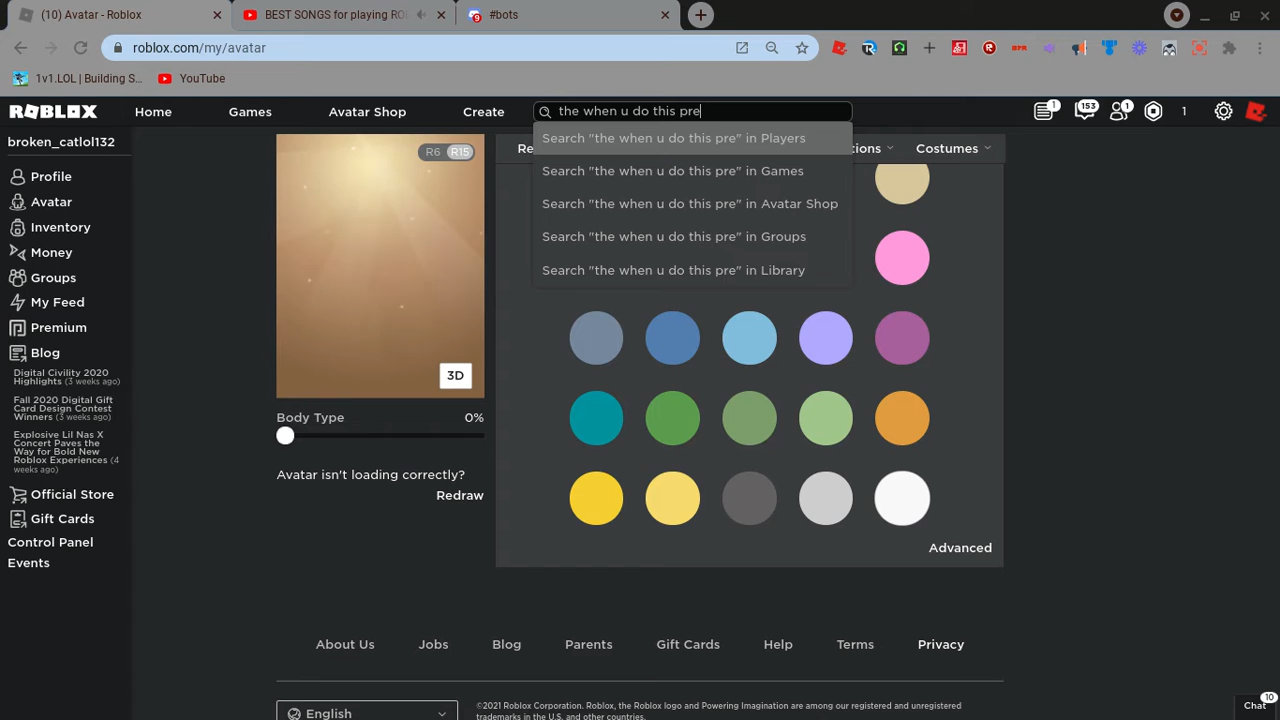 (10) Avatar - Roblox
BEST SONGS for playing RO
#bots
9
roblox.com/my/avatar
1v1.LOL | Building S...
YouTube
ROBLOX
Home
Games
Avatar Shop
Create
the when u do this pre
1
153
1
1
broken_catlol132
Search "the when u do this pre" in Players
Search "the when u do this pre" in Games
Search "the when u do this pre" in Avatar Shop
Search "the when u do this pre" in Groups
Search "the when u do this pre" in Library
R6 R15
Re
tions
Costumes
Profile
Avatar
Inventory
Money
Groups
My Feed
Premium
Blog
Digital Civility 2020
Highlights (3 weeks ago)
Fall 2020 Digital Gift
Card Design Contest
Winners (3 weeks ago)
Explosive Lil Nas X
Concert Paves the
Way for Bold New
Roblox Experiences (4
weeks ago)
Official Store
Gift Cards
Control Panel
Events
3D
Body Type
0%
Avatar isn't loading correctly?
Redraw
Advanced
About Us
Jobs
Blog
Parents
Gift Cards
Help
Terms
Privacy
English
©2021 Roblox Corporation. Roblox, the Roblox logo and Powering Imagination are among our registered and unregistered
trademarks in the U.S. and other countries.
10
Chat